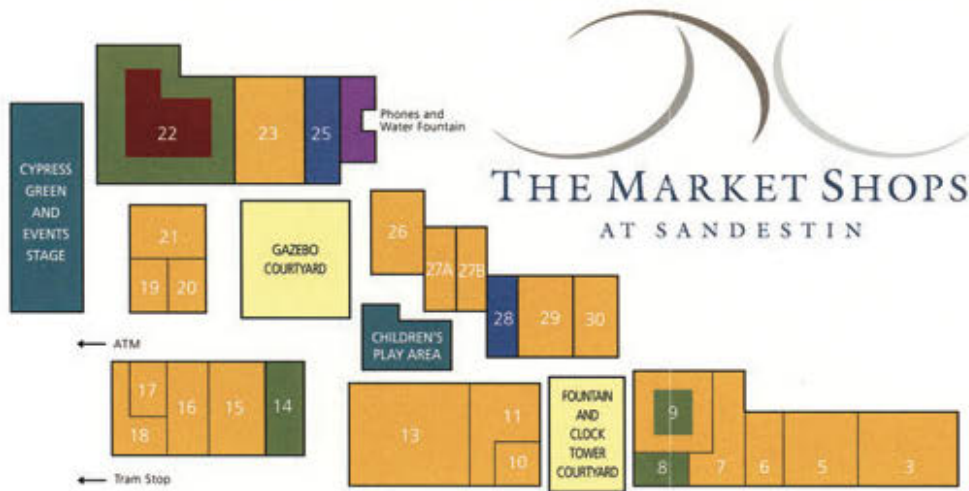 THE MARKET SHOPS
AT SANDESTIN
22
23
25
Phones and
Water Fountain
CYPRESS
GREEN
AND
EVENTS
STAGE
21
19
20
GAZEBO
COURTYARD
26
27A
27B
28
29
30
CHILDREN'S
PLAY AREA
ATM
17
18
16
15
14
13
11
10
FOUNTAIN
AND
CLOCK
TOWER
COURTYARD
9
8
7
6
5
3
Tram Stop